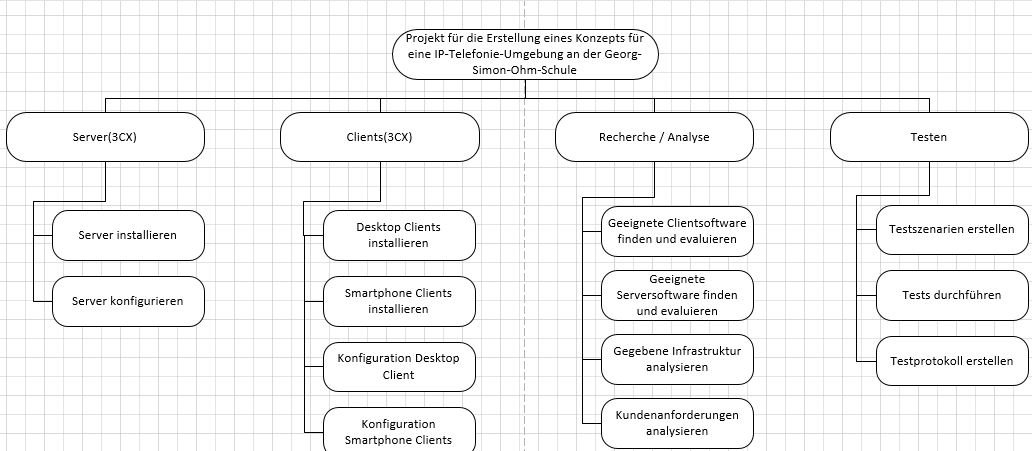 Projekt für die Erstellung eines Konzepts für
eine IP-Telefonie-Umgebung an der Georg-
Simon-Ohm-Schule
Server(3CX)
Clients(3CX)
Recherche / Analyse
Testen
Server installieren
Server konfigurieren
Desktop Clients
installieren
Smartphone Clients
installieren
Konfiguration Desktop
Client
Konfiguration
Smartphone Clients
Geeignete Clientsoftware
finden und evaluieren
Geeignete
Serversoftware finden
und evaluieren
Gegebene Infrastruktur
analysieren
Kundenanforderungen
analysieren
Testszenarien erstellen
Tests durchführen
Testprotokoll erstellen